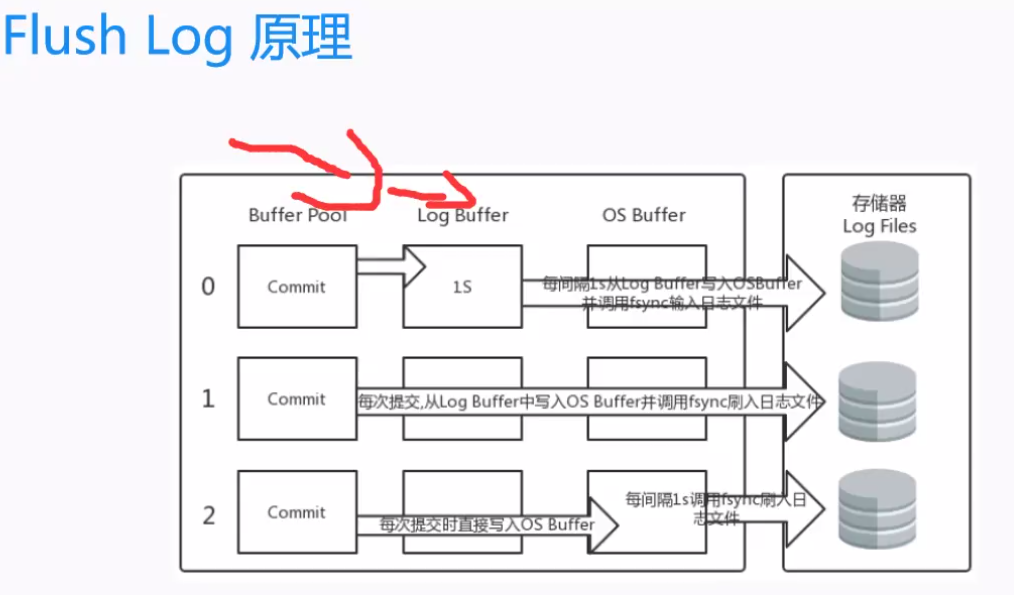 Flush Log 原理
Buffer Pool
Log Buffer
OS Buffer
存储器
Log Files
0
Commit
1S
每间隔1s从Log Buffer写入OSBuffer
并调用fsync输入日志文件
1
Commit
每次提交,从Log Buffer中写入OS Buffer并调用fsync刷入日志文件
2
Commit
每次提交时直接写入OS Buffer
每间隔1s调用fsync刷入日
志文件